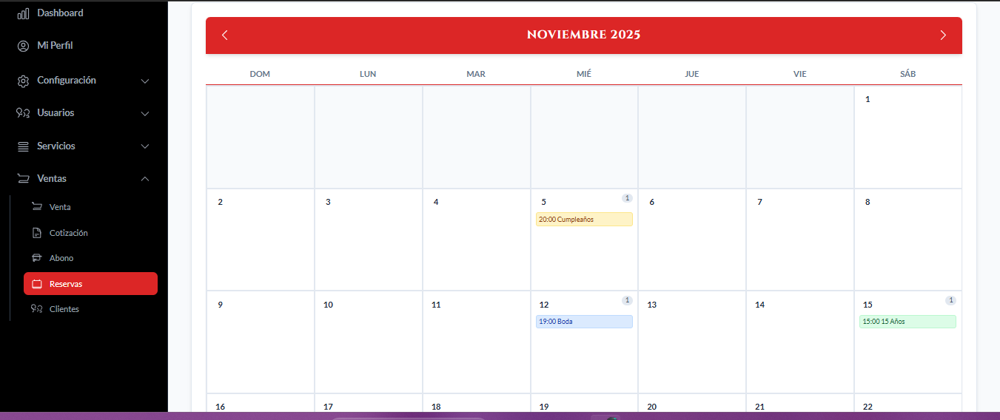 Dashboard
Mi Perfil
Configuración
Usuarios
Servicios
Ventas
Venta
Cotización
Abono
Reservas
Clientes
NOVIEMBRE 2025
DOM LUN MAR MIÉ JUE VIE SÁB
1
2 3 4 5 1 6 7 8
20:00 Cumpleaños
9 10 11 12 1 13 14 15 1
19:00 Boda 15:00 15 Años
16 17 18 19 20 21 22